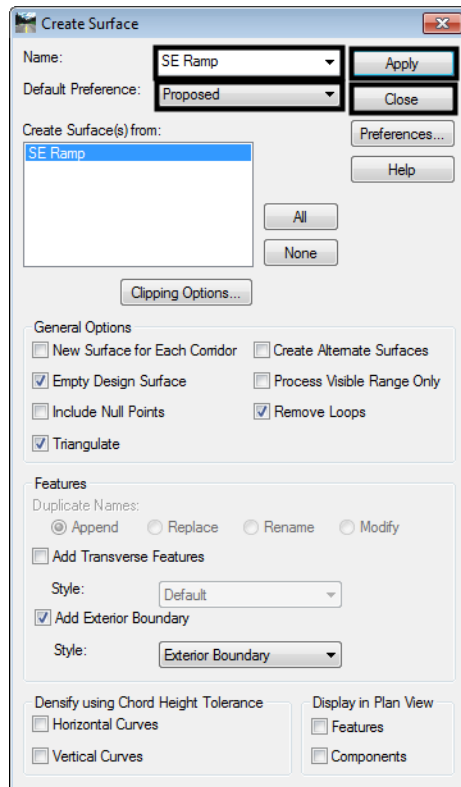 Create Surface
Name: SE Ramp Apply
Default Preference: Proposed Close
Create Surface(s) from: Preferences...
SE Ramp Help
All
None
Clipping Options...
General Options
New Surface for Each Corridor Create Alternate Surfaces
Empty Design Surface Process Visible Range Only
Include Null Points Remove Loops
Triangulate
Features
Duplicate Names:
Append Replace Rename Modify
Add Transverse Features
Style: Default
Add Exterior Boundary
Style: Exterior Boundary
Densify using Chord Height Tolerance Display in Plan View
Horizontal Curves Features
Vertical Curves Components